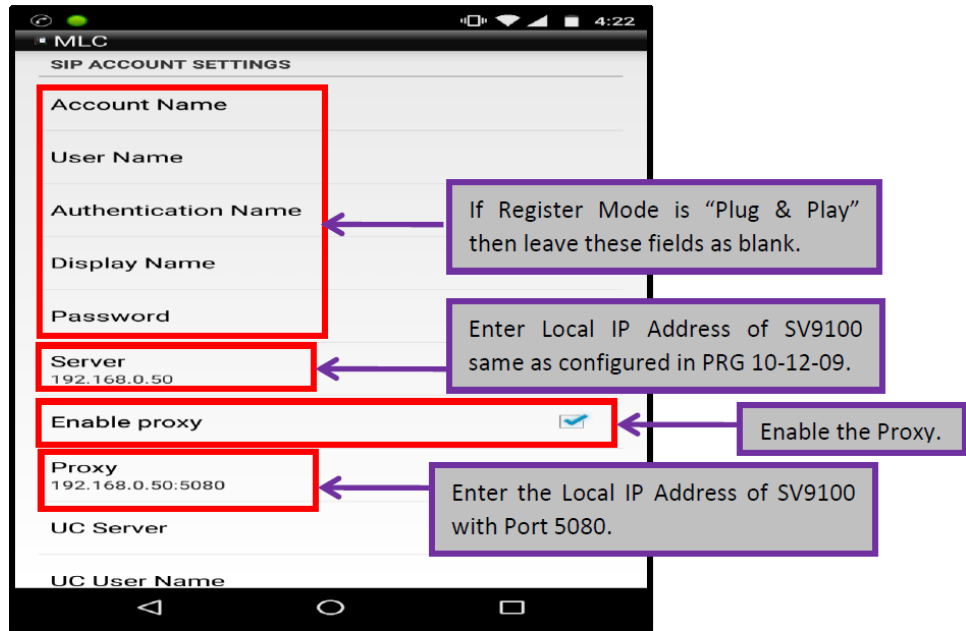 4:22
MLC
SIP ACCOUNT SETTINGS
Account Name
User Name
Authentication Name
Display Name
Password
Server
192.168.0.50
Enable proxy
Proxy
192.168.0.50:5080
UC Server
UC User Name
If Register Mode is “Plug & Play”
then leave these fields as blank.
Enter Local IP Address of SV9100
same as configured in PRG 10-12-09.
Enable the Proxy.
Enter the Local IP Address of SV9100
with Port 5080.